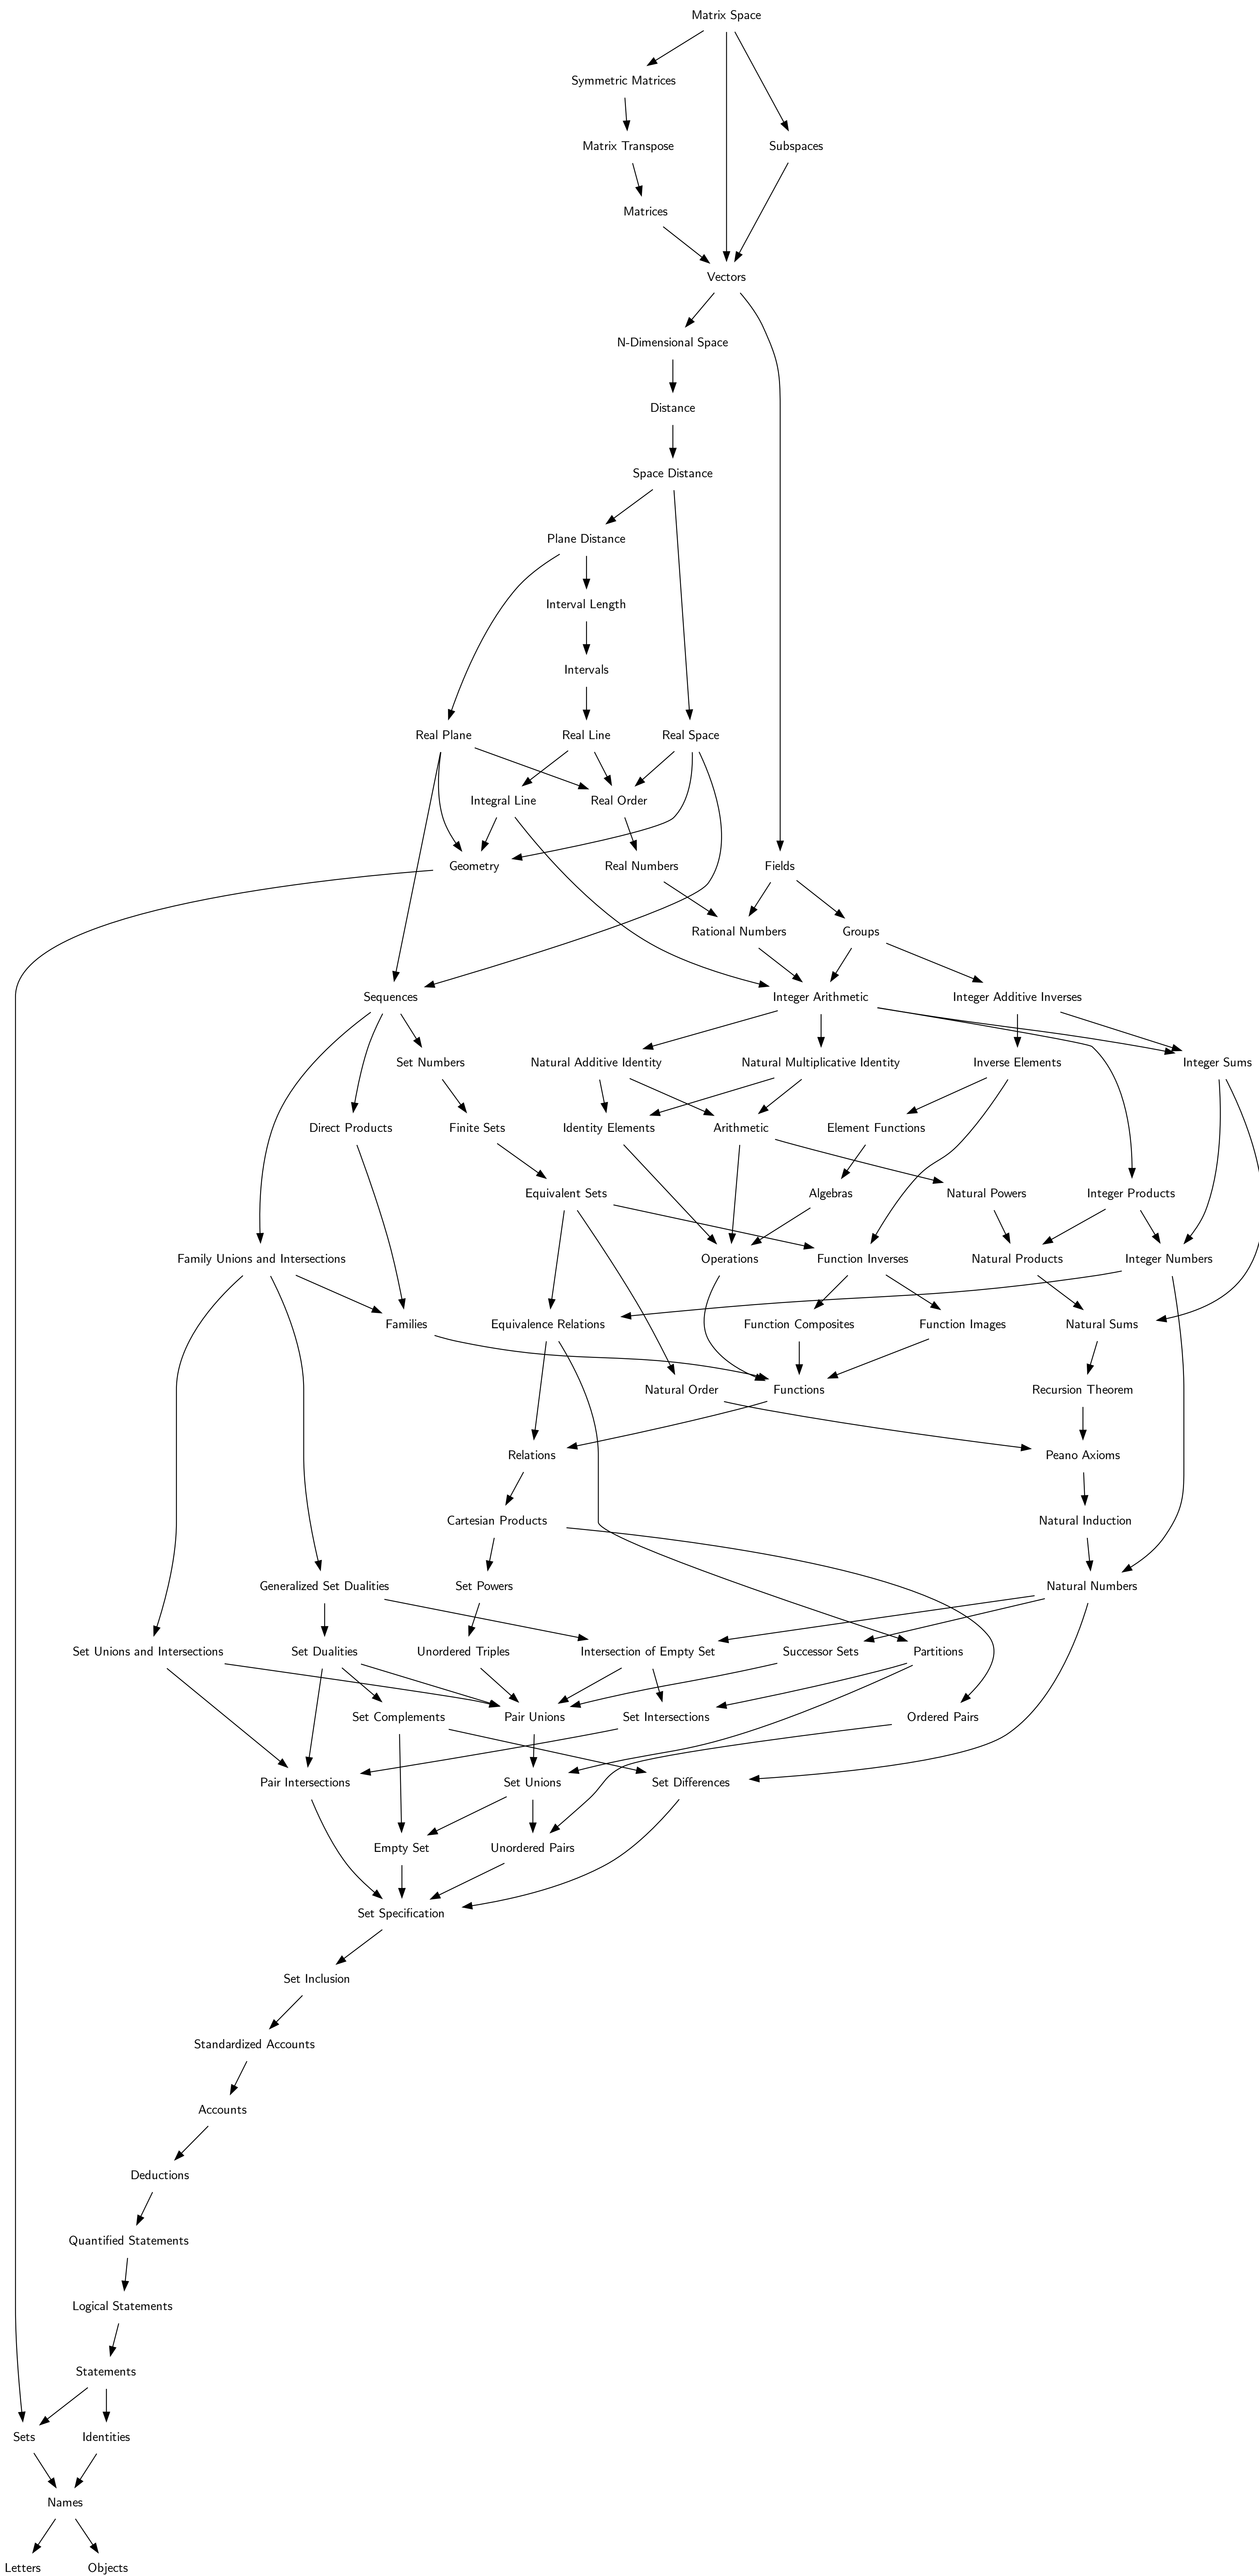 Matrix Space
Symmetric Matrices
Matrix Transpose
Subspaces
Matrices
Vectors
N-Dimensional Space
Distance
Space Distance
Plane Distance
Interval Length
Intervals
Real Plane
Real Line
Real Space
Integral Line
Real Order
Geometry
Real Numbers
Fields
Rational Numbers
Groups
Sequences
Integer Arithmetic
Integer Additive Inverses
Set Numbers
Natural Additive Identity
Natural Multiplicative Identity
Inverse Elements
Integer Sums
Direct Products
Finite Sets
Identity Elements
Arithmetic
Element Functions
Equivalent Sets
Algebras
Natural Powers
Integer Products
Family Unions and Intersections
Operations
Function Inverses
Natural Products
Integer Numbers
Families
Equivalence Relations
Function Composites
Function Images
Natural Sums
Natural Order
Functions
Recursion Theorem
Relations
Peano Axioms
Cartesian Products
Natural Induction
Generalized Set Dualities
Set Powers
Natural Numbers
Set Unions and Intersections
Set Dualities
Unordered Triples
Intersection of Empty Set
Successor Sets
Partitions
Set Complements
Pair Unions
Set Intersections
Ordered Pairs
Pair Intersections
Set Unions
Set Differences
Empty Set
Unordered Pairs
Set Specification
Set Inclusion
Standardized Accounts
Accounts
Deductions
Quantified Statements
Logical Statements
Statements
Sets
Identities
Names
Letters
Objects